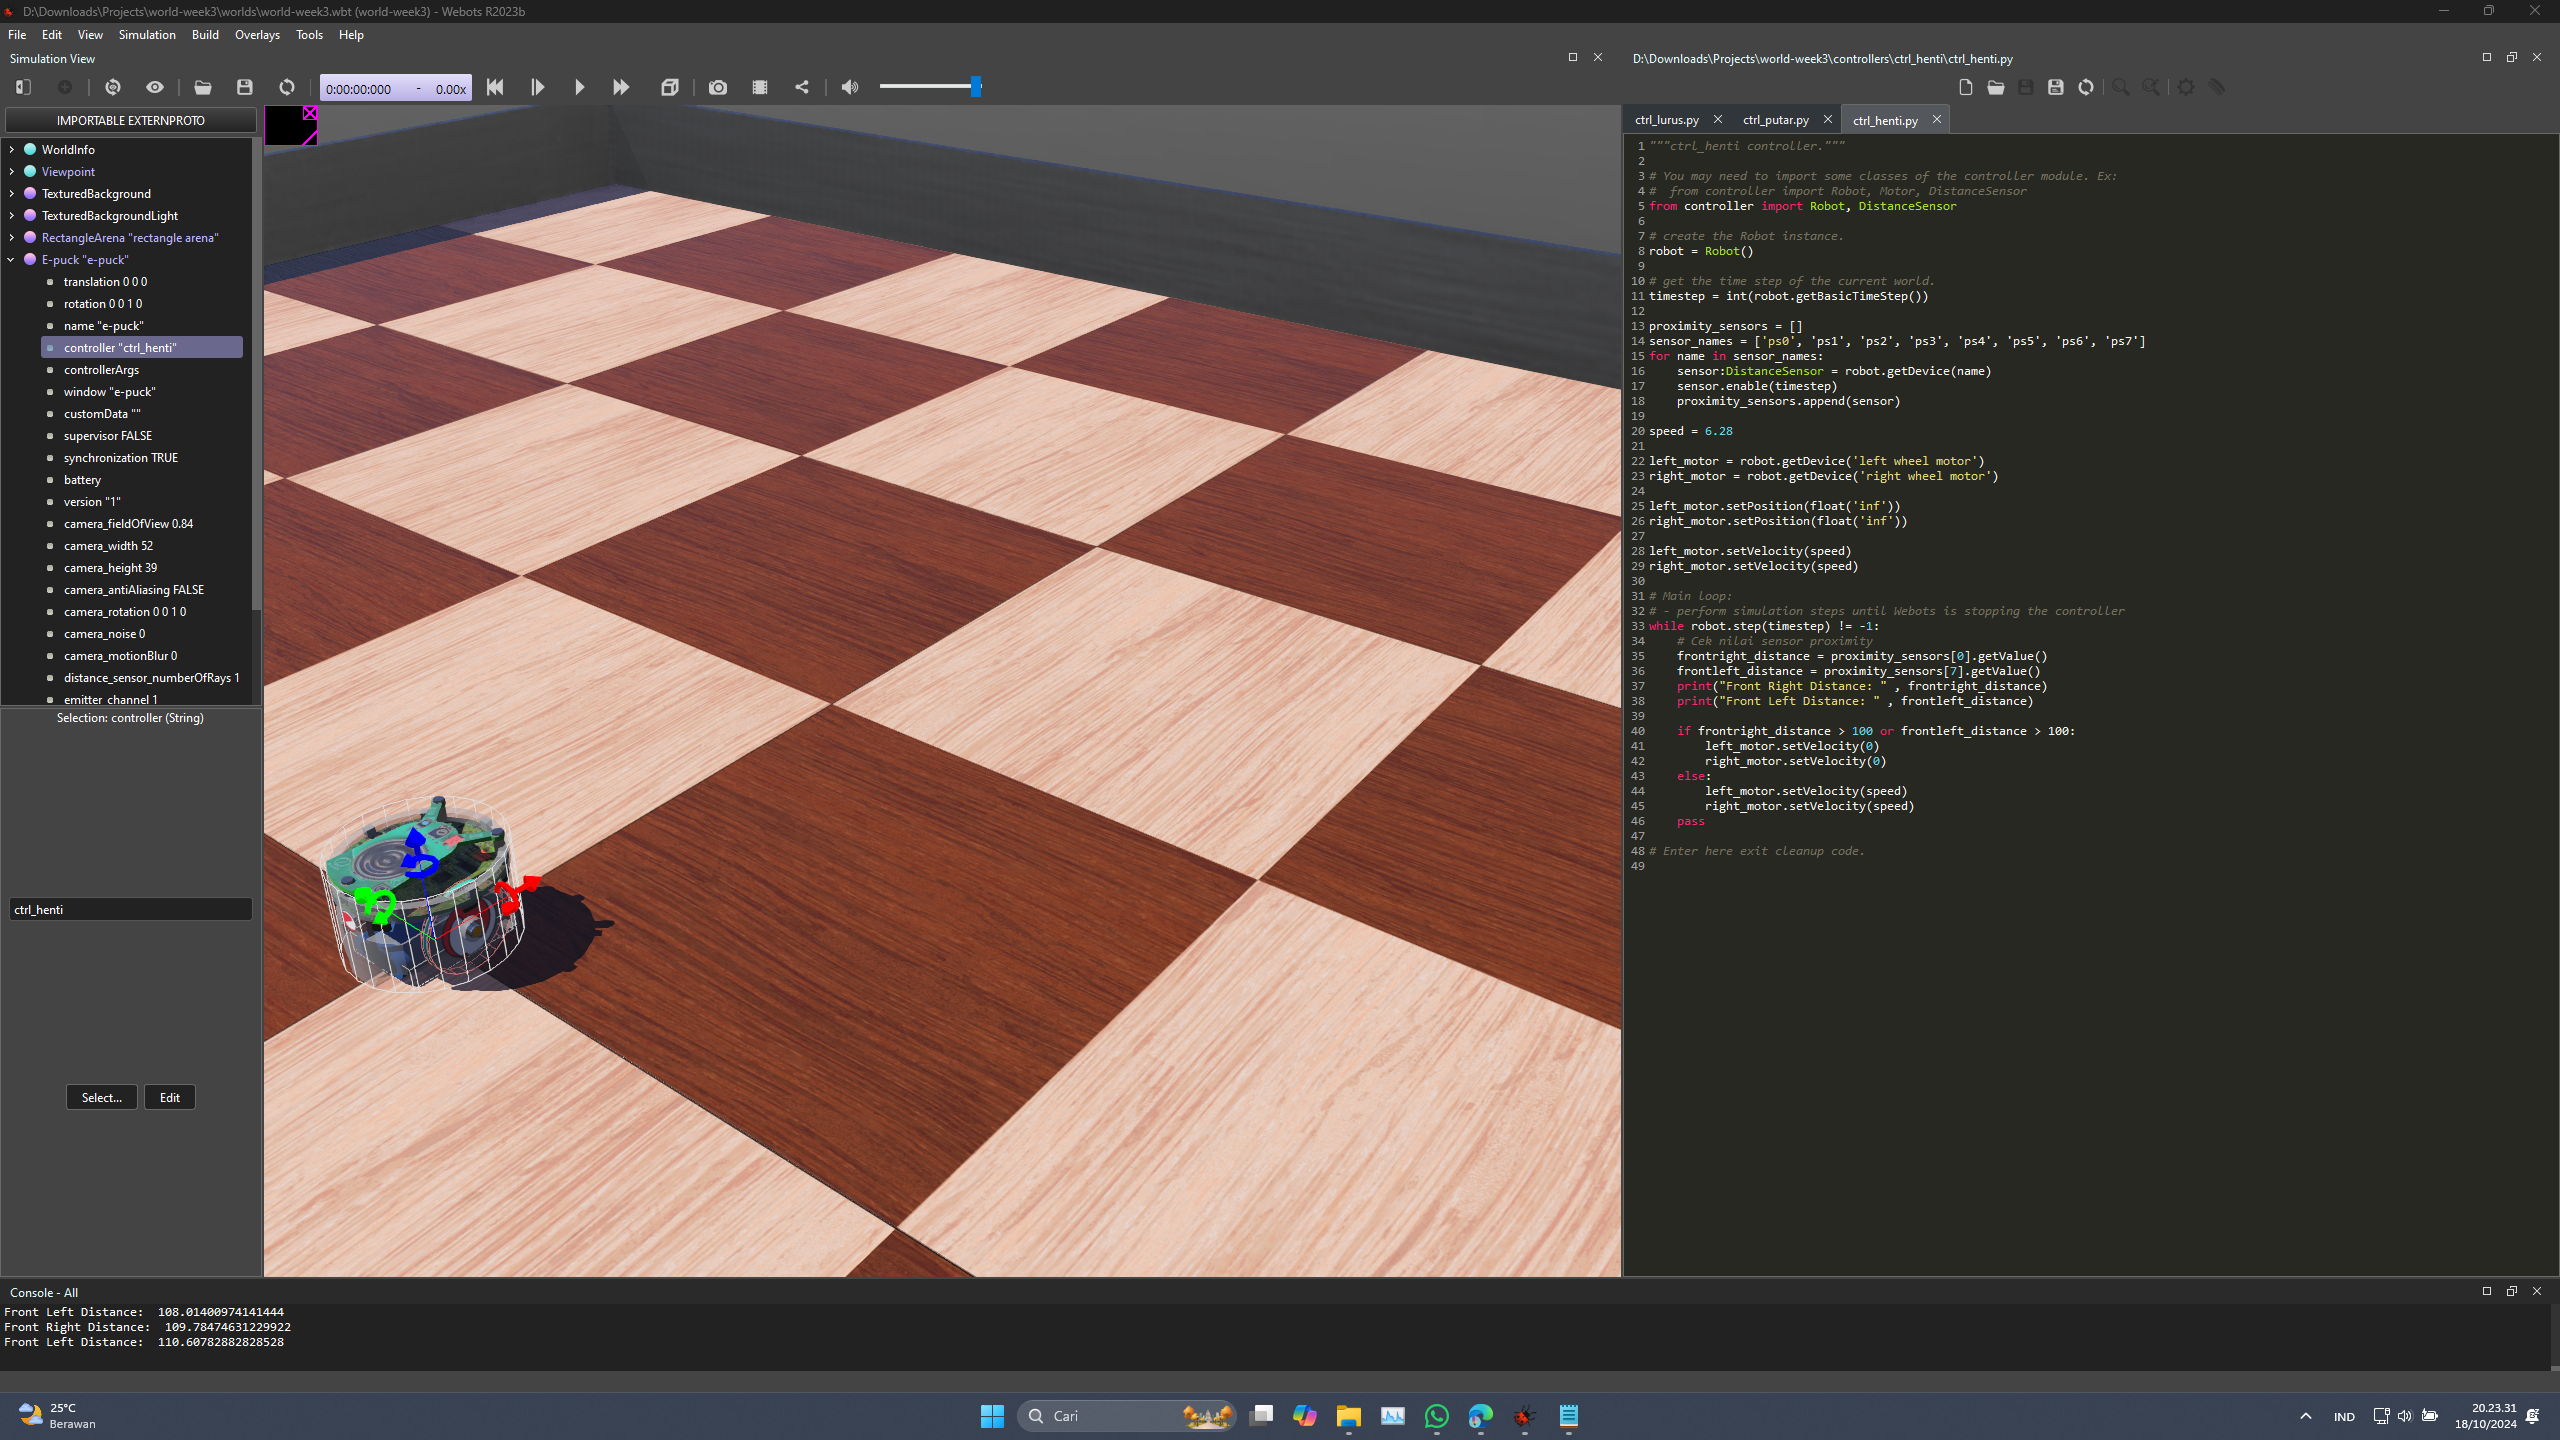 D:\Downloads\Projects\world-week3\worlds\world-week3.wbt (world-week3) - Webots R2023b
File Edit View Simulation Build Overlays Tools Help
Simulation View
0:00:00:000 - 0.00x
IMPORTABLE EXTERNPROTO
WorldInfo
Viewpoint
TexturedBackground
TexturedBackgroundLight
RectangleArena "rectangle arena"
E-puck "e-puck"
translation 0 0 0
rotation 0 0 1 0
name "e-puck"
controller "ctrl_henti"
controllerArgs
window "e-puck"
customData ""
supervisor FALSE
synchronization TRUE
battery
version "1"
camera_fieldOfView 0.84
camera_width 52
camera_height 39
camera_antiAliasing FALSE
camera_rotation 0 0 1 0
camera_noise 0
camera_motionBlur 0
distance_sensor_numberOfRays 1
emitter_channel 1
Selection: controller (String)
ctrl_henti
Select... Edit
D:\Downloads\Projects\world-week3\controllers\ctrl_henti\ctrl_henti.py
ctrl_lurus.py ctrl_putar.py ctrl_henti.py
1 """ctrl_henti controller."""
2
3 # You may need to import some classes of the controller module. Ex:
4 #  from controller import Robot, Motor, DistanceSensor
5 from controller import Robot, DistanceSensor
6
7 # create the Robot instance.
8 robot = Robot()
9
10 # get the time step of the current world.
11 timestep = int(robot.getBasicTimeStep())
12
13 proximity_sensors = []
14 sensor_names = ['ps0', 'ps1', 'ps2', 'ps3', 'ps4', 'ps5', 'ps6', 'ps7']
15 for name in sensor_names:
16     sensor:DistanceSensor = robot.getDevice(name)
17     sensor.enable(timestep)
18     proximity_sensors.append(sensor)
19
20 speed = 6.28
21
22 left_motor = robot.getDevice('left wheel motor')
23 right_motor = robot.getDevice('right wheel motor')
24
25 left_motor.setPosition(float('inf'))
26 right_motor.setPosition(float('inf'))
27
28 left_motor.setVelocity(speed)
29 right_motor.setVelocity(speed)
30
31 # Main loop:
32 # - perform simulation steps until Webots is stopping the controller
33 while robot.step(timestep) != -1:
34     # Cek nilai sensor proximity
35     frontright_distance = proximity_sensors[0].getValue()
36     frontleft_distance = proximity_sensors[7].getValue()
37     print("Front Right Distance: " , frontright_distance)
38     print("Front Left Distance: " , frontleft_distance)
39
40     if frontright_distance > 100 or frontleft_distance > 100:
41         left_motor.setVelocity(0)
42         right_motor.setVelocity(0)
43     else:
44         left_motor.setVelocity(speed)
45         right_motor.setVelocity(speed)
46     pass
47
48 # Enter here exit cleanup code.
49
Console - All
Front Left Distance:  108.01400974141444
Front Right Distance:  109.78474631229922
Front Left Distance:  110.60782882828528
25°C
Berawan
Cari
IND
20.23.31
18/10/2024